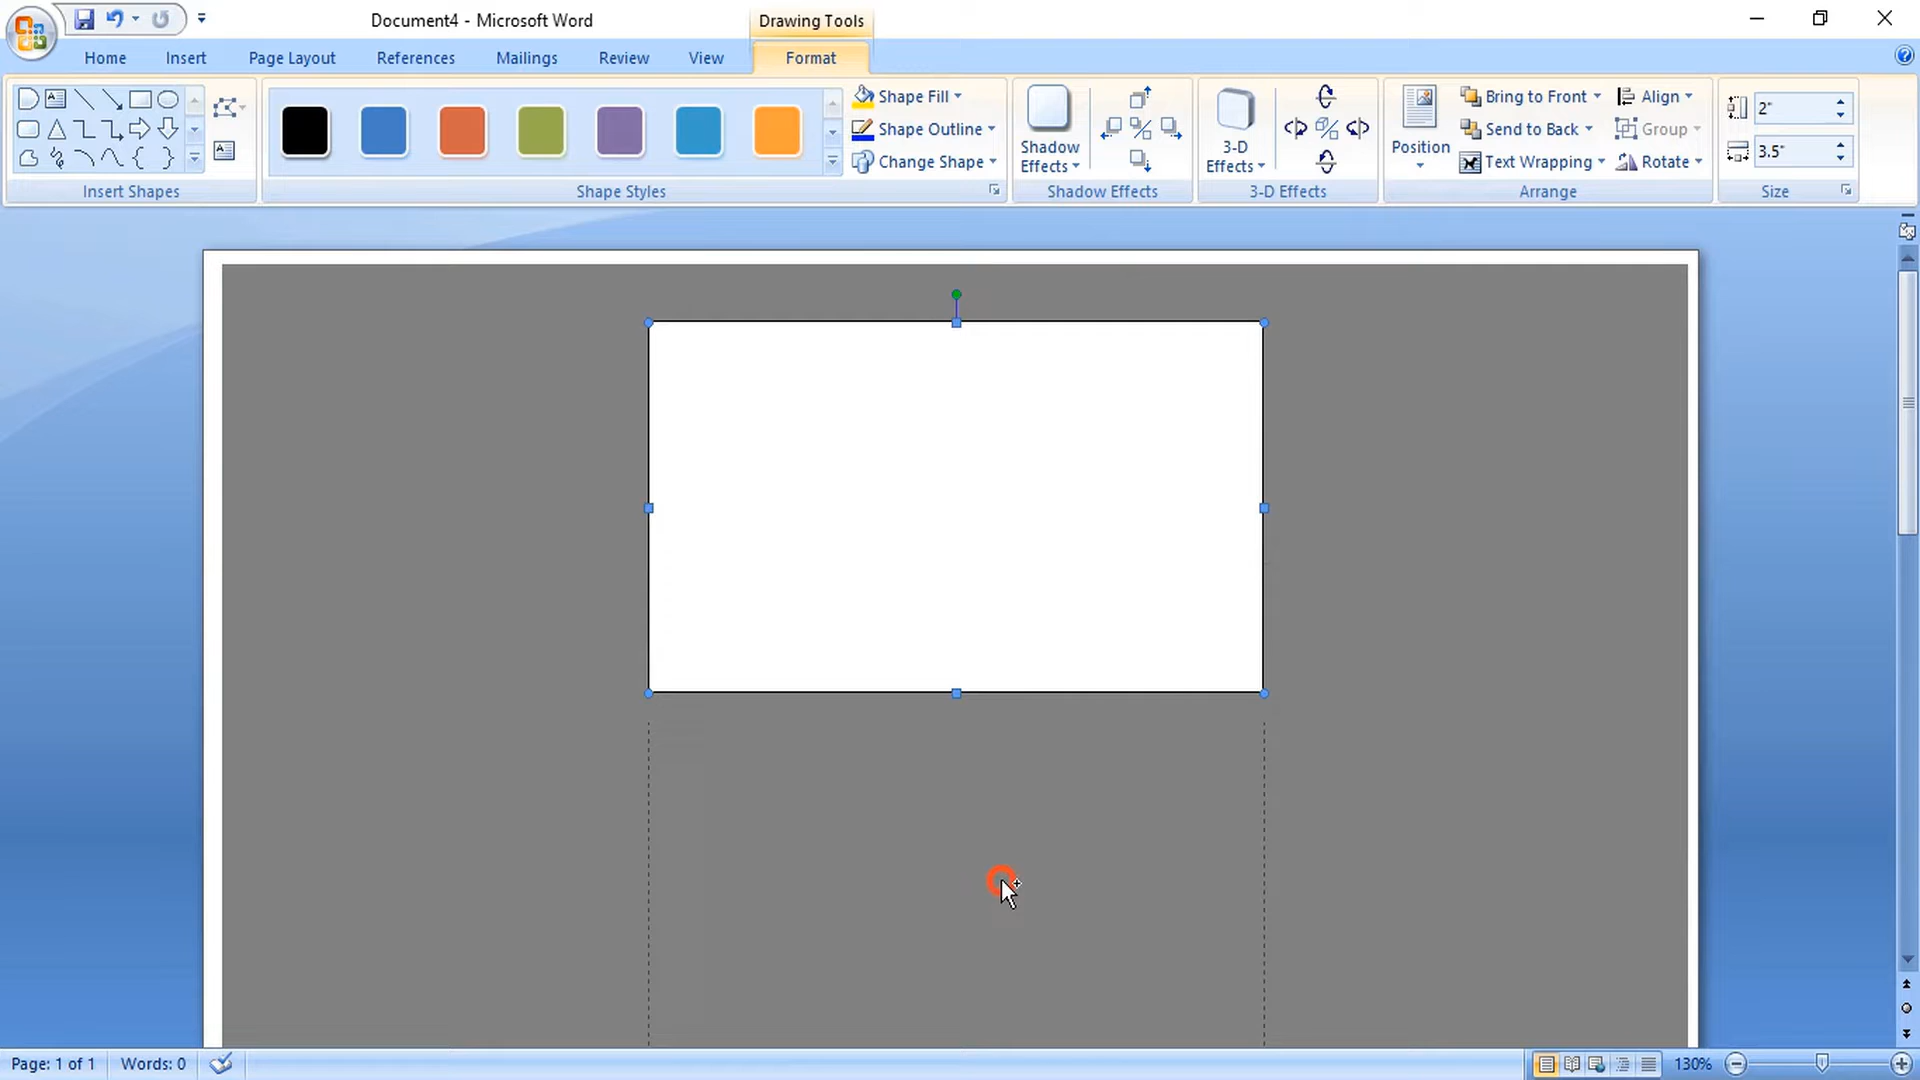 Document4 - Microsoft Word
Drawing Tools
Home Insert Page Layout References Mailings Review View Format
Shape Fill
Shape Outline
Change Shape
Shadow
Effects
3-D
Effects
Position
Bring to Front
Send to Back
Text Wrapping
Align
Group
Rotate
2"
3.5"
Insert Shapes Shape Styles Shadow Effects 3-D Effects Arrange Size
Page: 1 of 1 Words: 0 130%